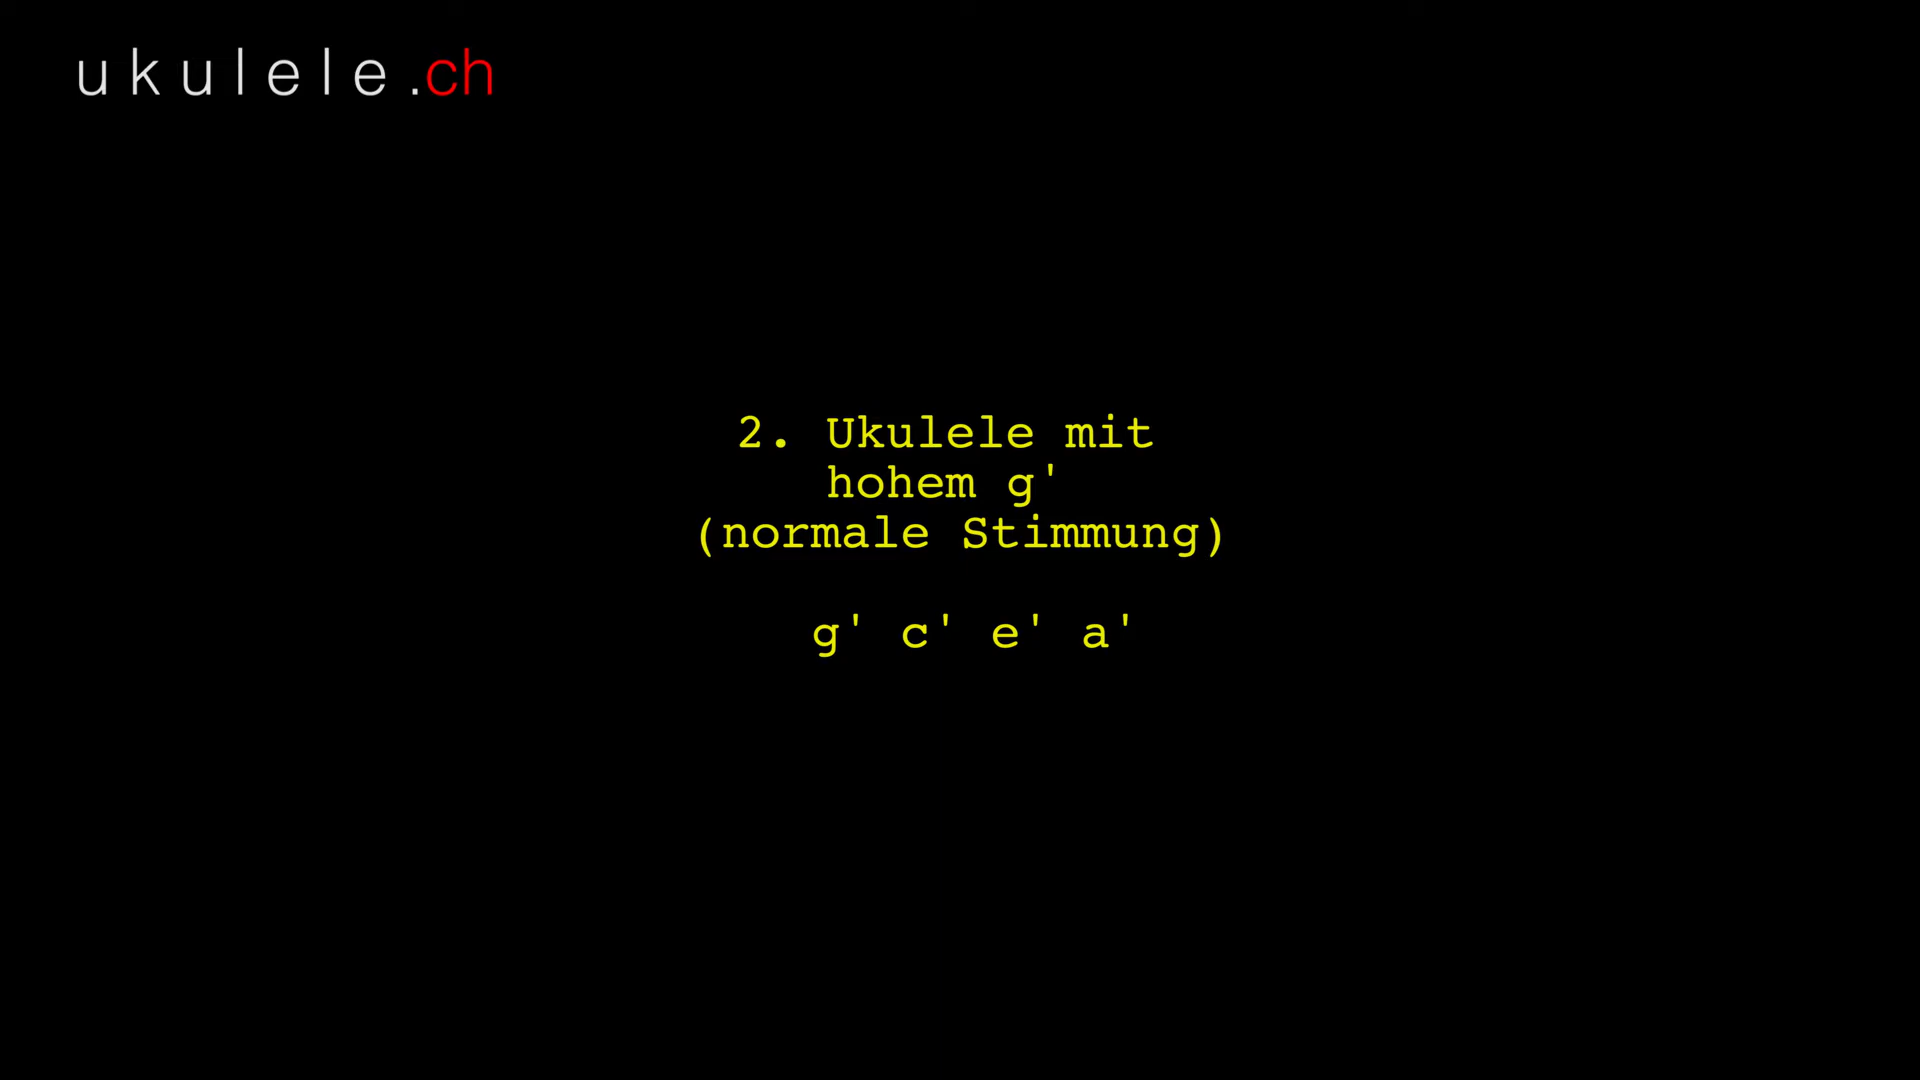 ukulele.ch
2. Ukulele mit
hohem g'
(normale Stimmung)
g' c' e' a'